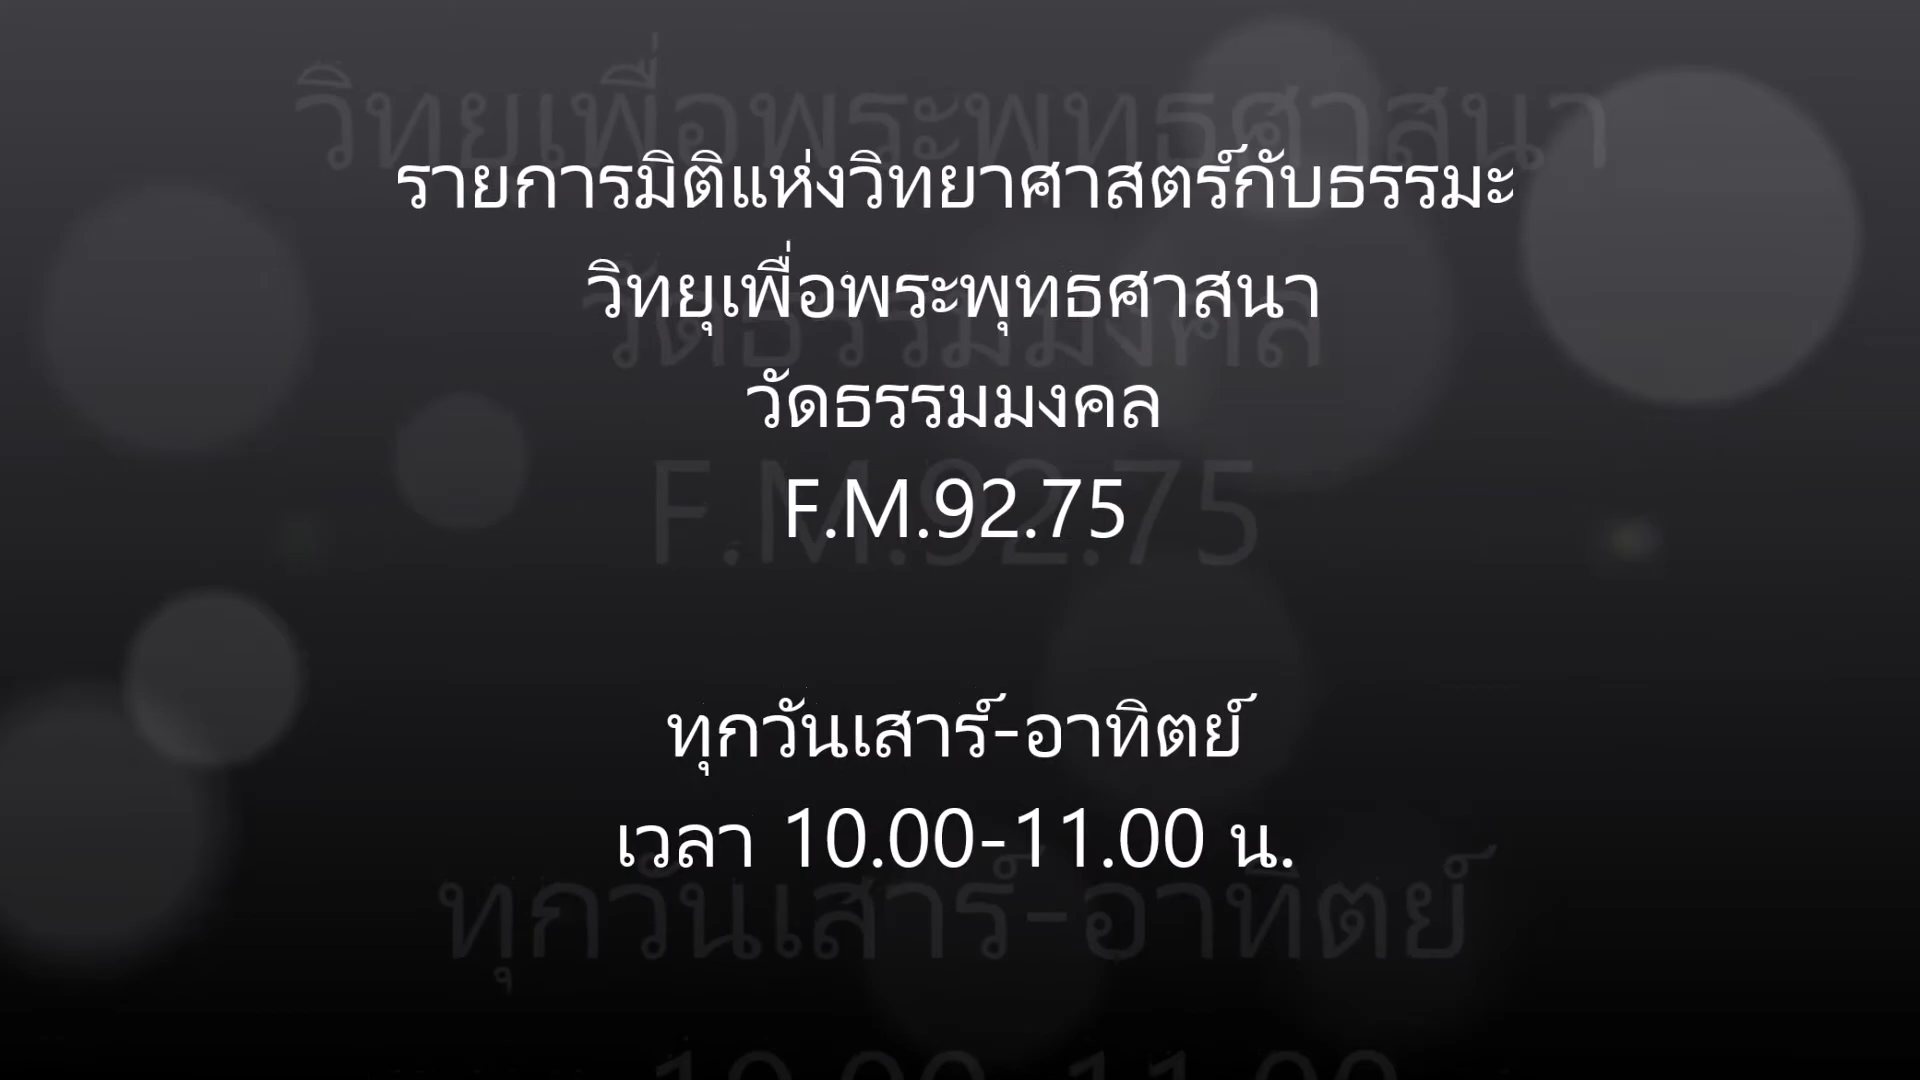 รายการมิติแห่งวิทยาศาสตร์กับธรรมะ
วิทยุเพื่อพระพุทธศาสนา
วัดธรรมมงคล
F.M.92.75
ทุกวันเสาร์-อาทิตย์
เวลา 10.00-11.00 น.